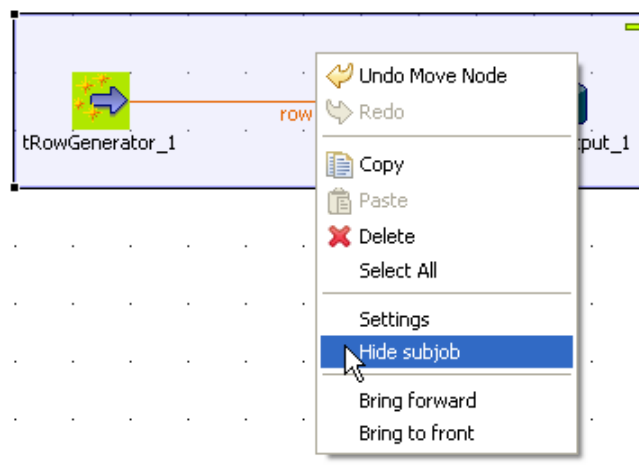 Undo Move Node
row
Redo
tRowGenerator_1
put_1
Copy
Paste
Delete
Select All
Settings
Hide subjob
Bring forward
Bring to front